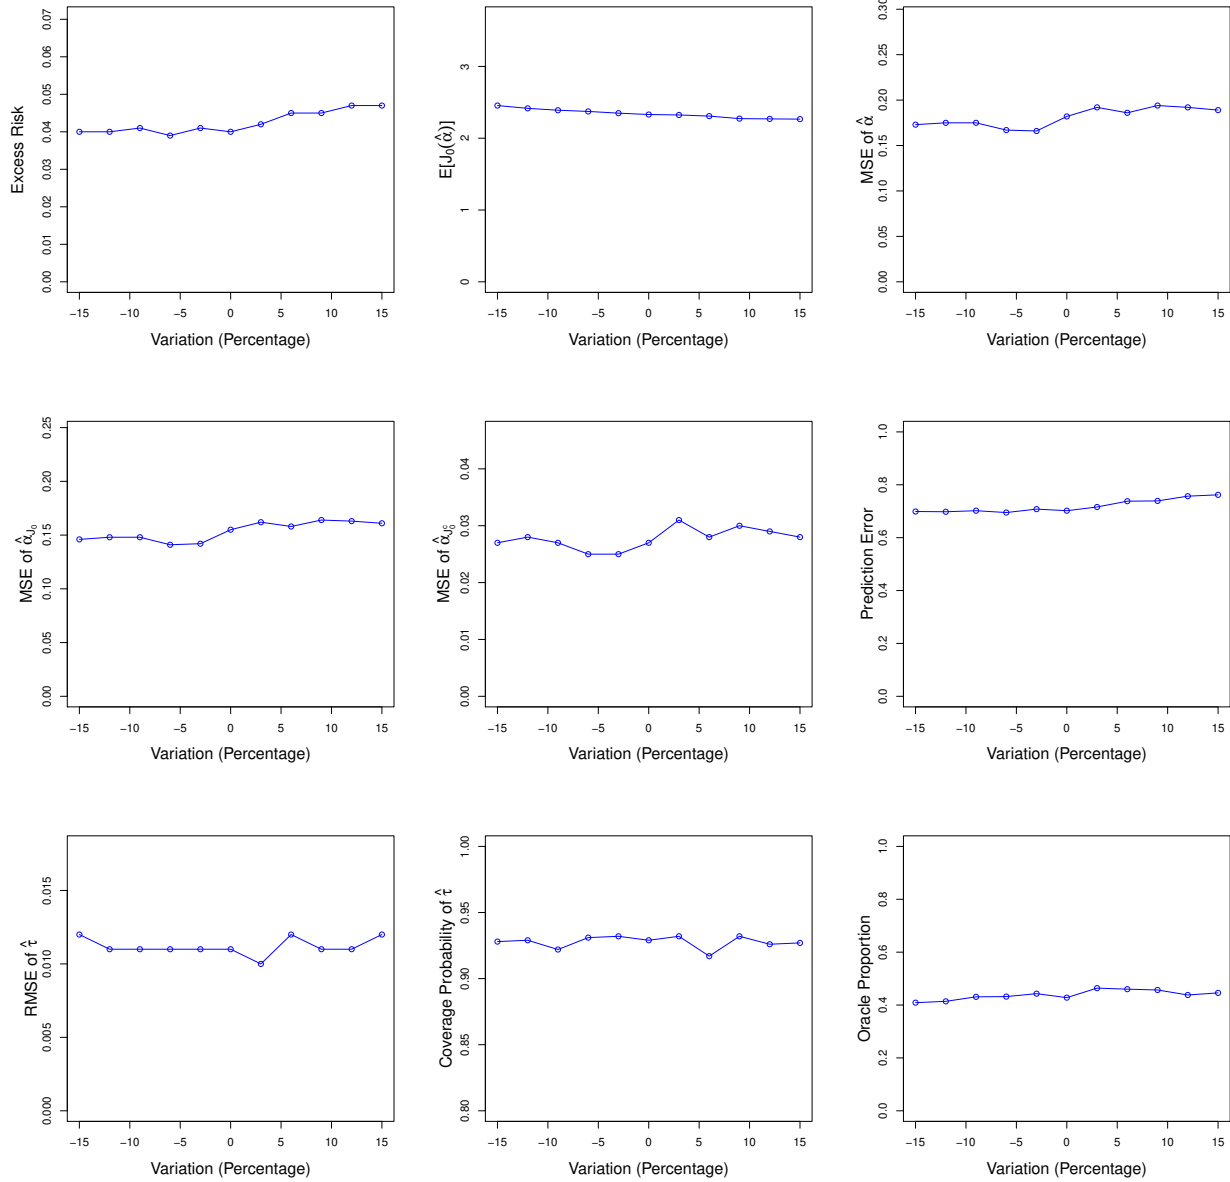 Excess Risk
0.00 0.01 0.02 0.03 0.04 0.05 0.06 0.07
−15 −10 −5 0 5 10 15
Variation (Percentage)
E[J₀(α̂)]
0 1 2 3
−15 −10 −5 0 5 10 15
Variation (Percentage)
MSE of α̂
0.00 0.05 0.10 0.15 0.20 0.25 0.30
−15 −10 −5 0 5 10 15
Variation (Percentage)
MSE of α̂_J₀
0.00 0.05 0.10 0.15 0.20 0.25
−15 −10 −5 0 5 10 15
Variation (Percentage)
MSE of α̂_J₀ᶜ
0.00 0.01 0.02 0.03 0.04
−15 −10 −5 0 5 10 15
Variation (Percentage)
Prediction Error
0.0 0.2 0.4 0.6 0.8 1.0
−15 −10 −5 0 5 10 15
Variation (Percentage)
RMSE of τ̂
0.000 0.005 0.010 0.015
−15 −10 −5 0 5 10 15
Variation (Percentage)
Coverage Probability of τ̂
0.80 0.85 0.90 0.95 1.00
−15 −10 −5 0 5 10 15
Variation (Percentage)
Oracle Proportion
0.0 0.2 0.4 0.6 0.8 1.0
−15 −10 −5 0 5 10 15
Variation (Percentage)